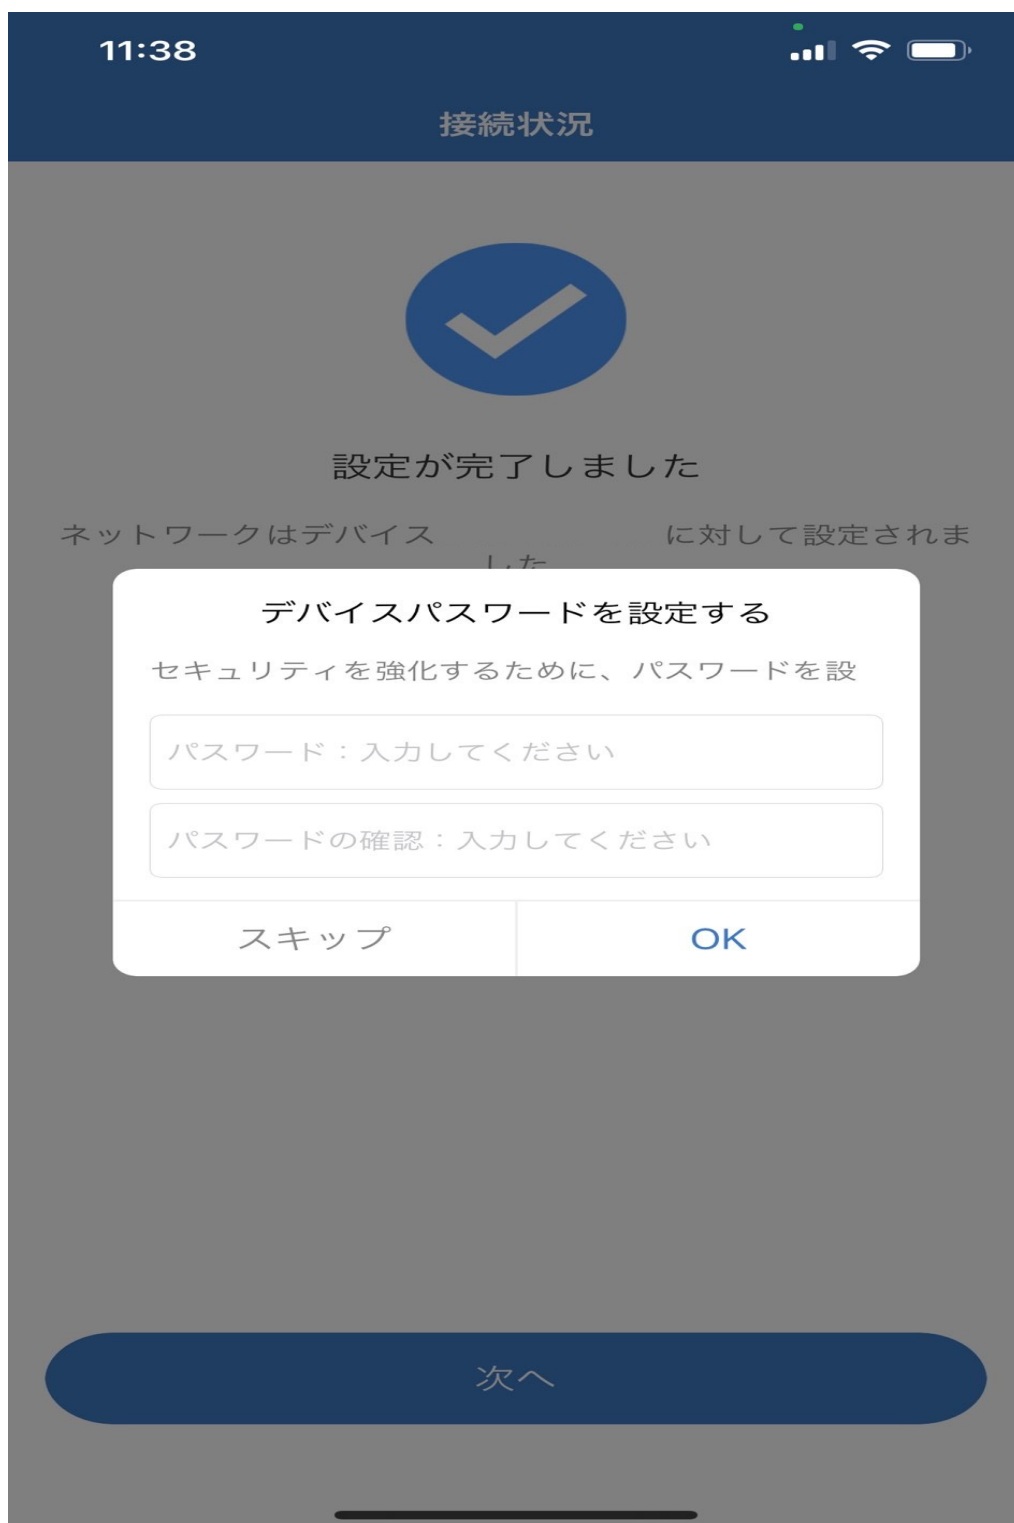 11:38
接続状況
設定が完了しました
ネットワークはデバイス に対して設定されま
した
デバイスパスワードを設定する
セキュリティを強化するために、パスワードを設
パスワード：入力してください
パスワードの確認：入力してください
スキップ OK
次へ